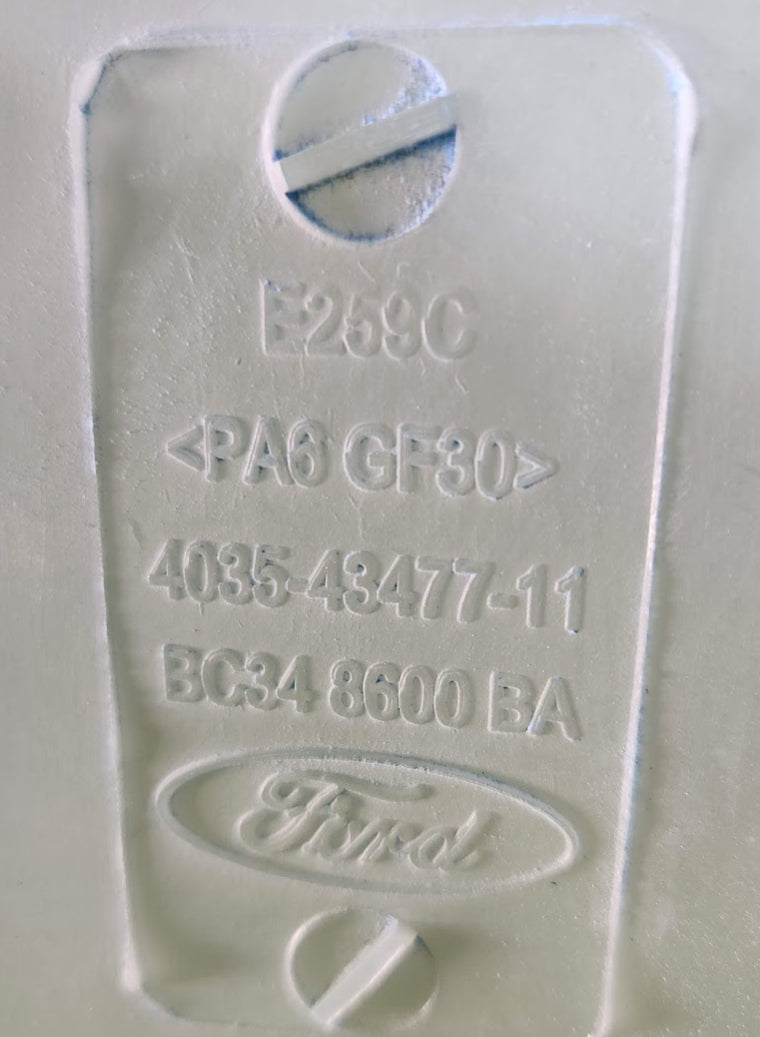 E259C
<PA6 GF30>
4035-43477-11
BC34 8600 BA
Ford